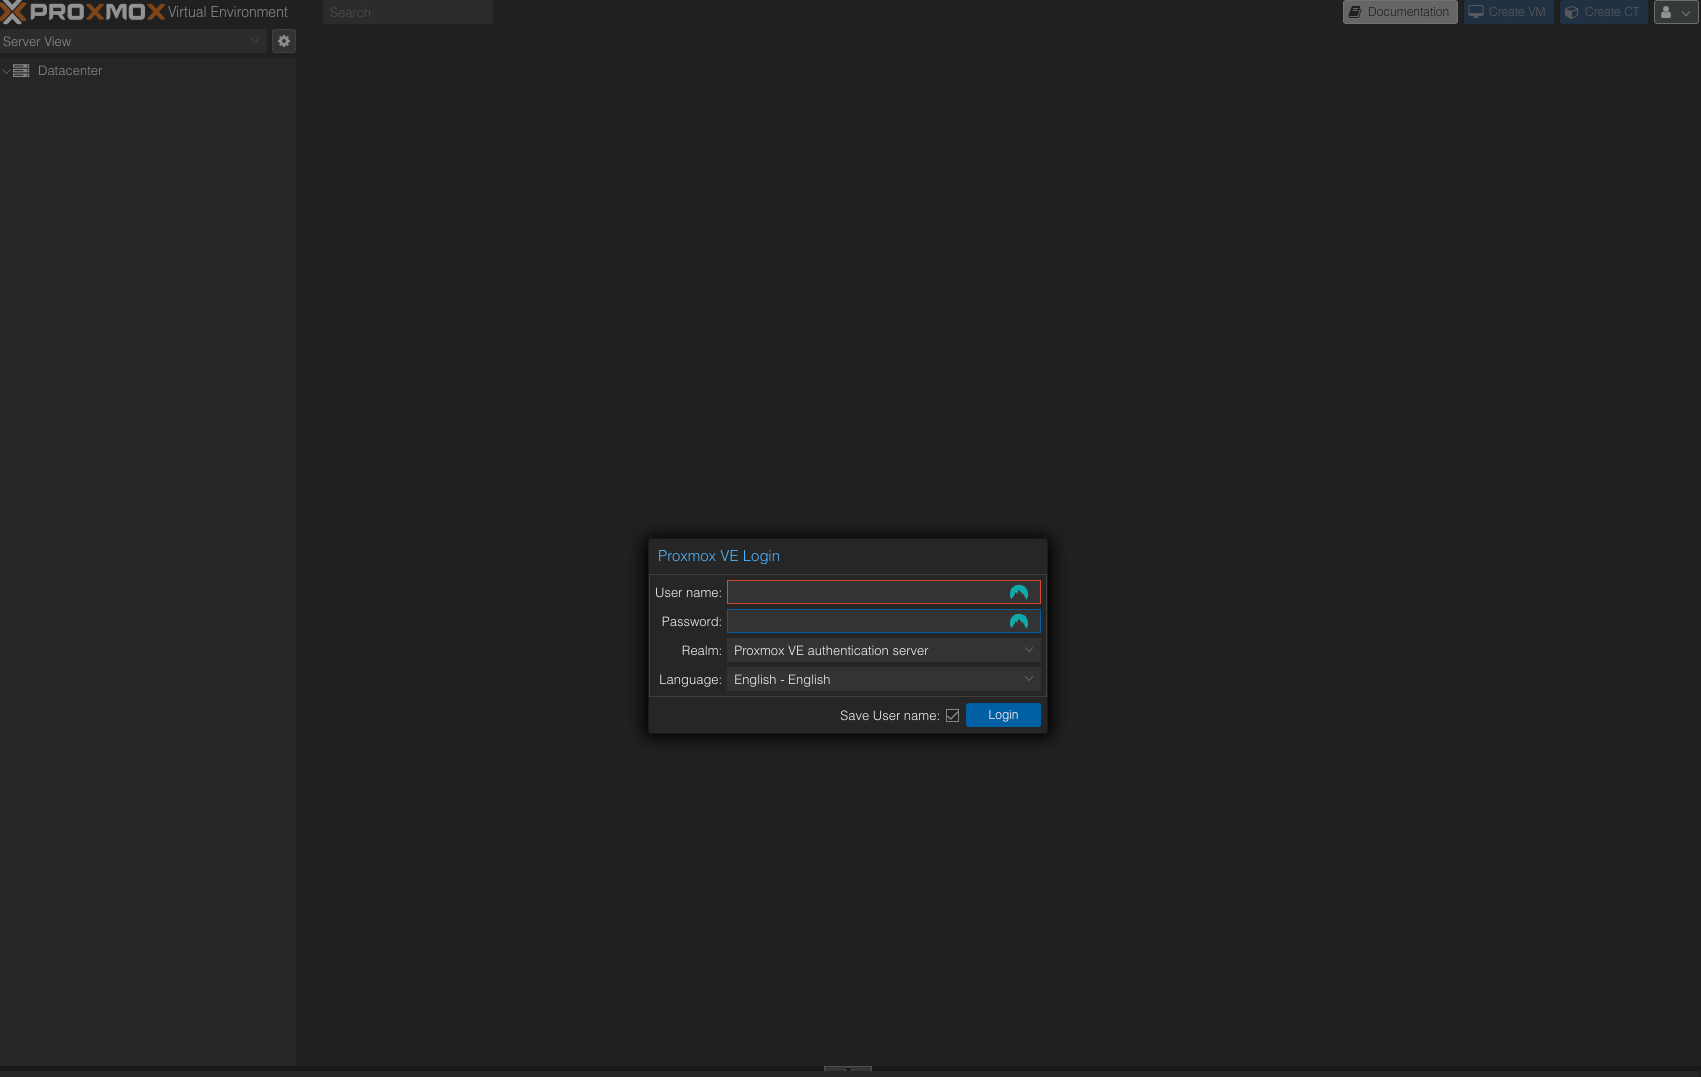 PROXMOX Virtual Environment
Search
Documentation
Create VM
Create CT
Server View
Datacenter
Proxmox VE Login
User name:
Password:
Realm: Proxmox VE authentication server
Language: English - English
Save User name:
Login